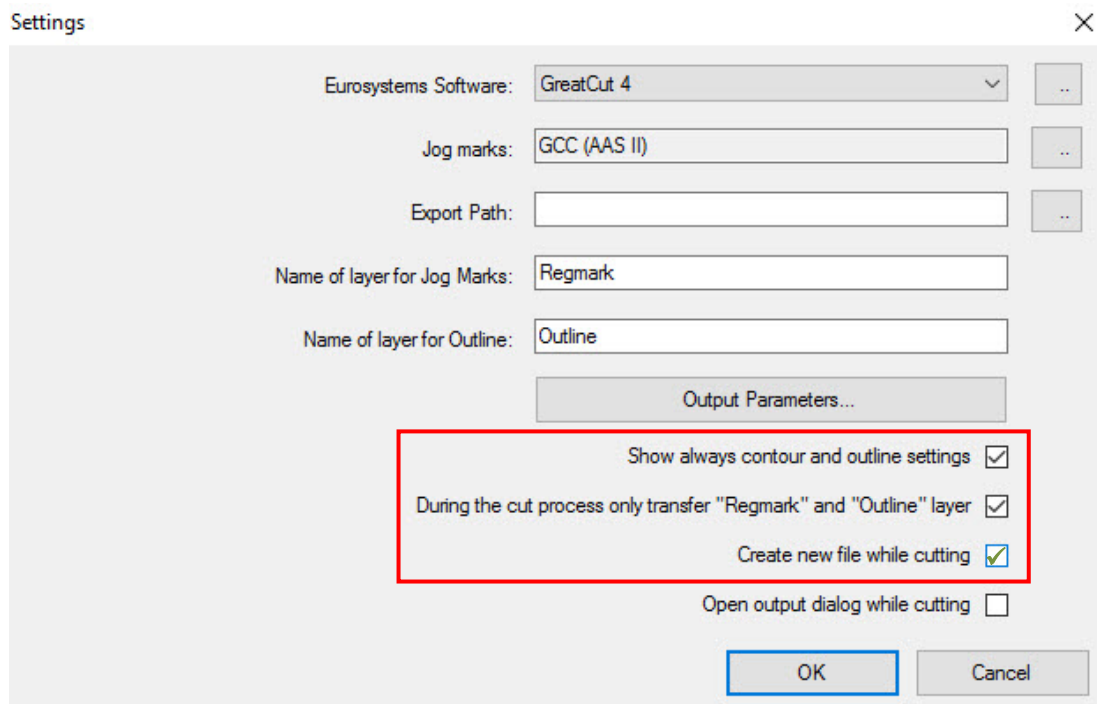 Settings
Eurosystems Software: GreatCut 4 ..
Jog marks: GCC (AAS II) ..
Export Path: ..
Name of layer for Jog Marks: Regmark
Name of layer for Outline: Outline
Output Parameters...
Show always contour and outline settings
During the cut process only transfer "Regmark" and "Outline" layer
Create new file while cutting
Open output dialog while cutting
OK Cancel